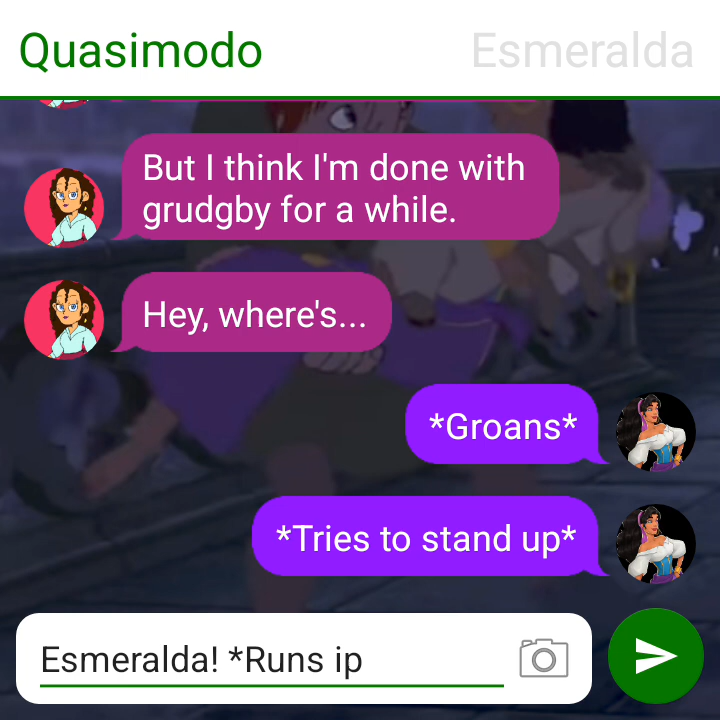 Quasimodo
Esmeralda
But I think I'm done with
grudgby for a while.
Hey, where's...
*Groans*
*Tries to stand up*
Esmeralda! *Runs ip